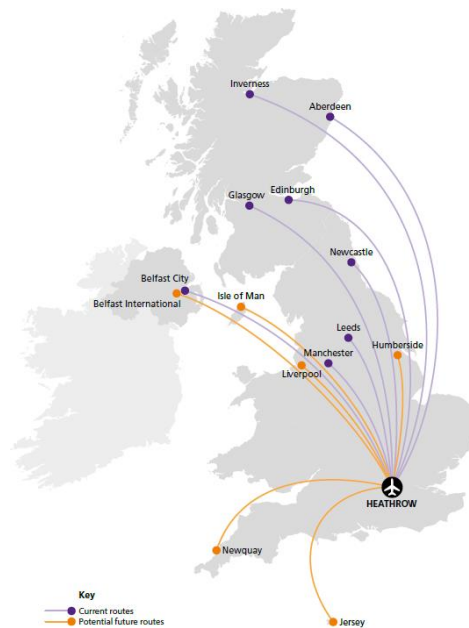 Inverness
Aberdeen
Edinburgh
Glasgow
Newcastle
Belfast City
Isle of Man
Belfast International
Leeds
Humberside
Manchester
Liverpool
HEATHROW
Newquay
Key
Current routes
Potential future routes
Jersey